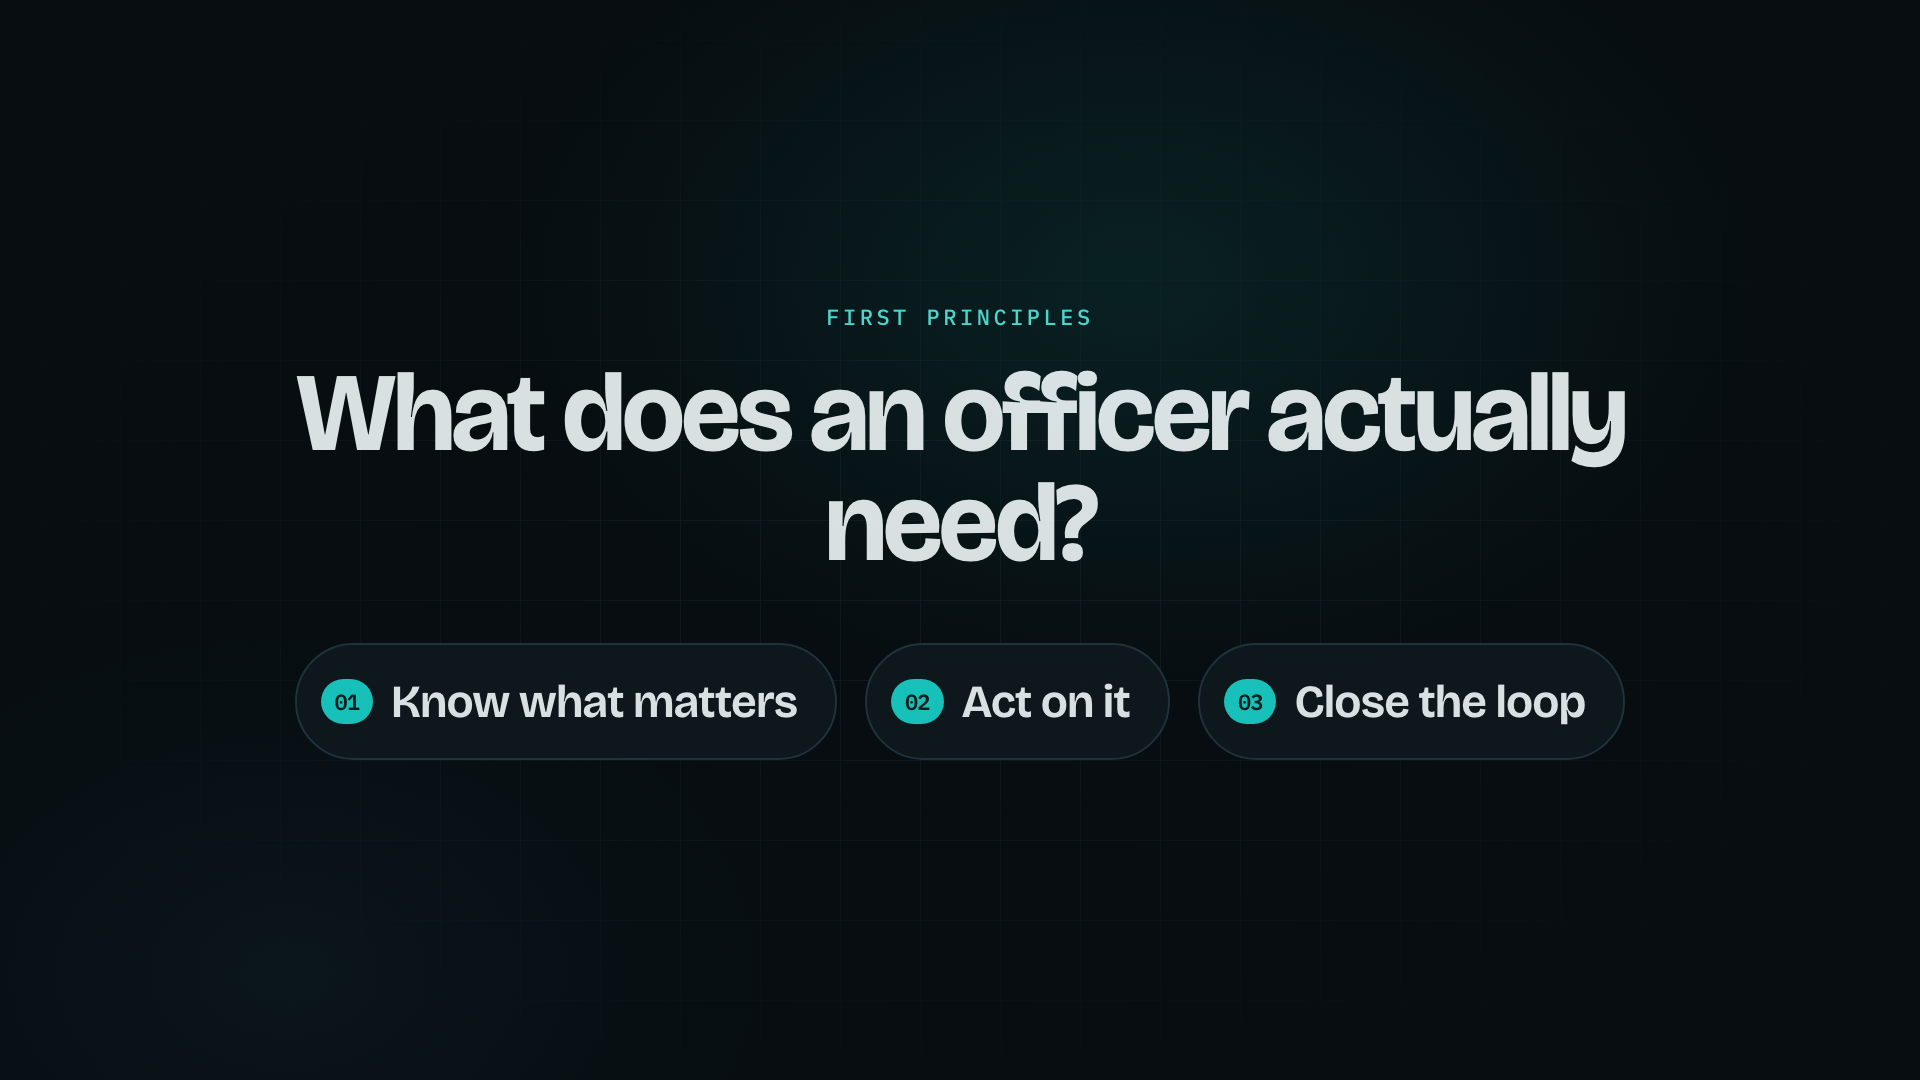 FIRST PRINCIPLES
What does an officer actually
need?
01 Know what matters
02 Act on it
03 Close the loop